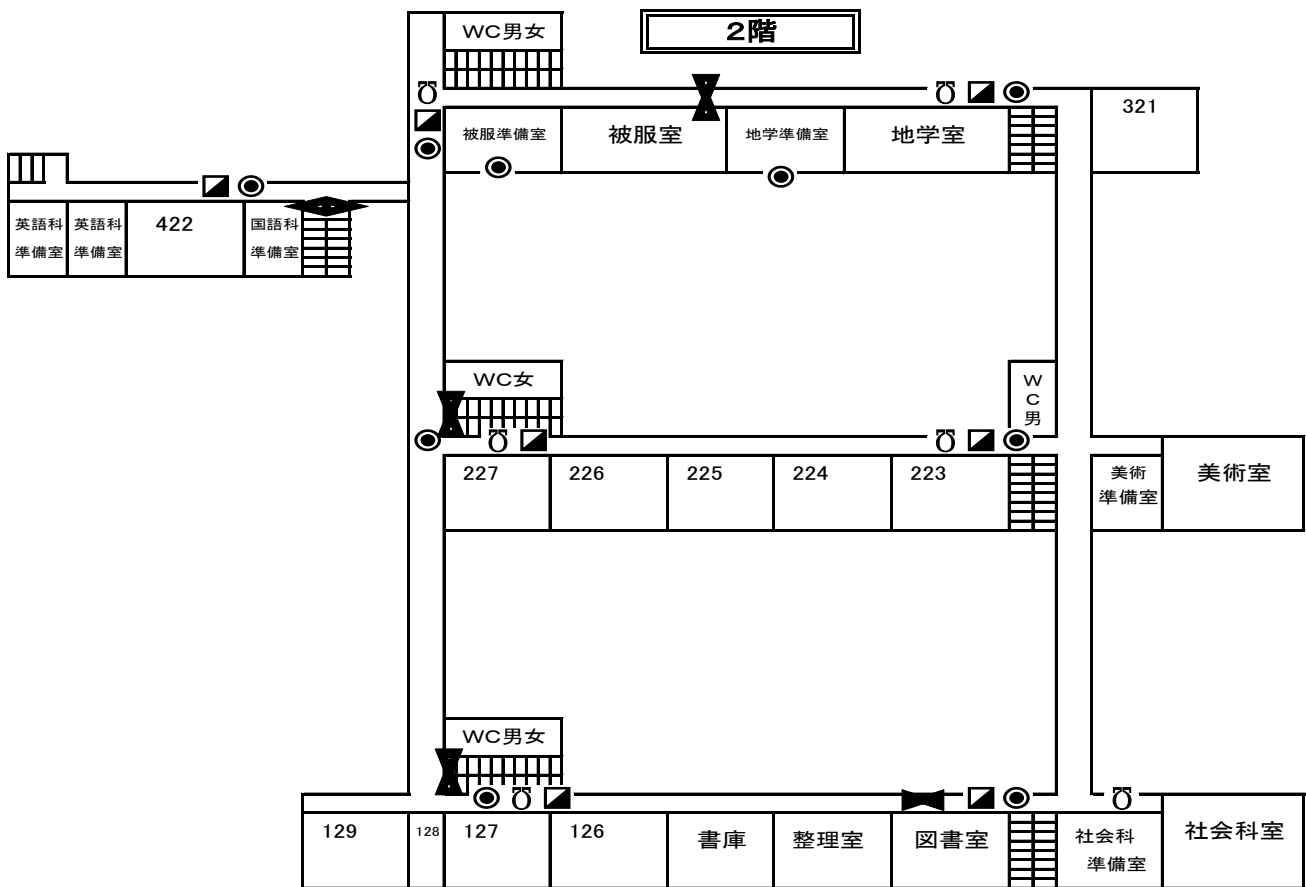 WC男女
2階
被服準備室
被服室
地学準備室
地学室
321
英語科
準備室
英語科
準備室
422
国語科
準備室
WC女
W
C
男
227
226
225
224
223
美術
準備室
美術室
WC男女
129
128
127
126
書庫
整理室
図書室
社会科
準備室
社会科室